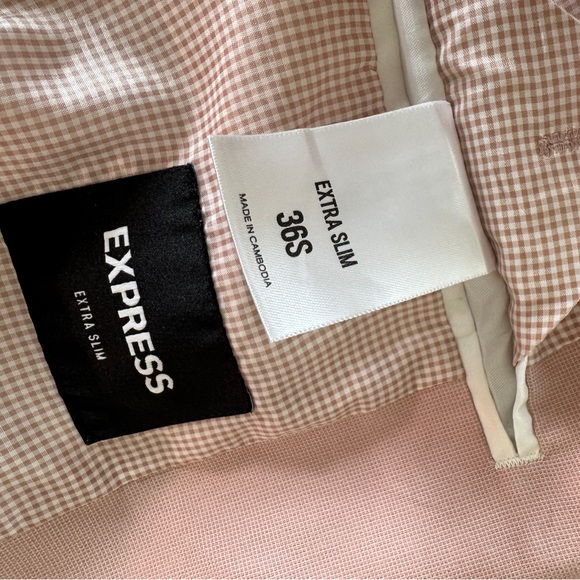 EXPRESS
EXTRA SLIM
EXTRA SLIM
36S
MADE IN CAMBODIA